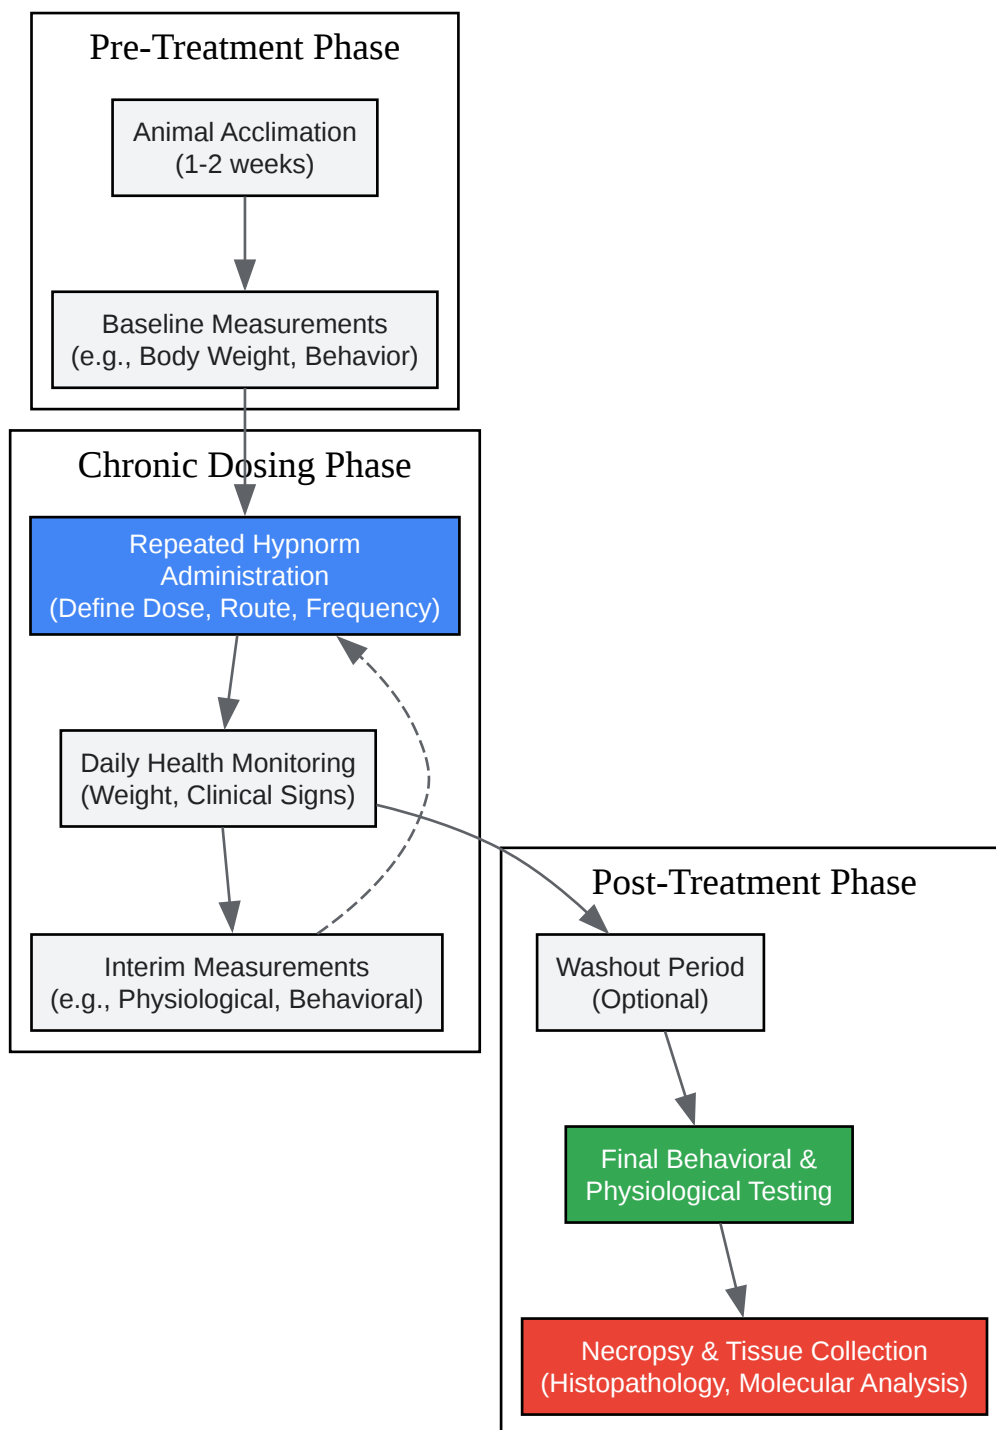 Pre-Treatment Phase
Animal Acclimation
(1-2 weeks)
Baseline Measurements
(e.g., Body Weight, Behavior)
Chronic Dosing Phase
Repeated Hypnorm
Administration
(Define Dose, Route, Frequency)
Daily Health Monitoring
(Weight, Clinical Signs)
Interim Measurements
(e.g., Physiological, Behavioral)
Post-Treatment Phase
Washout Period
(Optional)
Final Behavioral &
Physiological Testing
Necropsy & Tissue Collection
(Histopathology, Molecular Analysis)